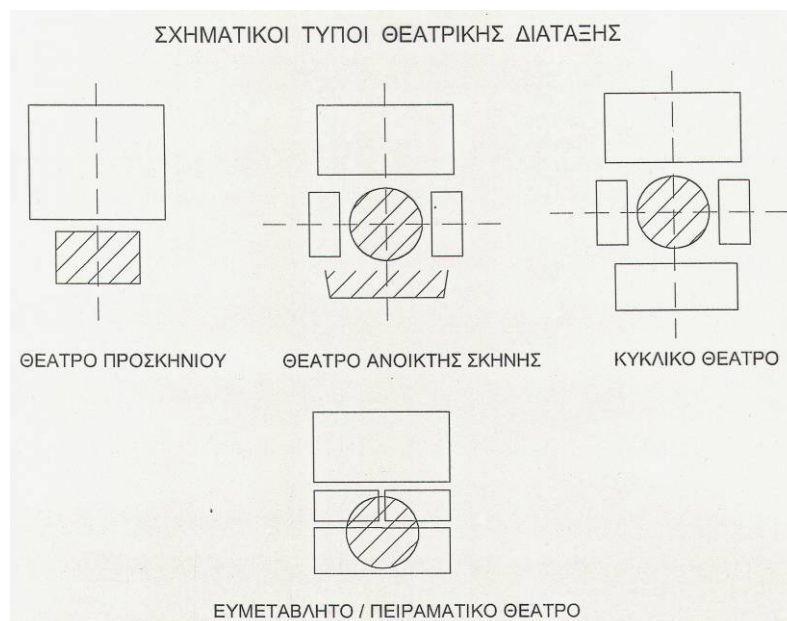 ΣΧΗΜΑΤΙΚΟΙ ΤΥΠΟΙ ΘΕΑΤΡΙΚΗΣ ΔΙΑΤΑΞΗΣ
ΘΕΑΤΡΟ ΠΡΟΣΚΗΝΙΟΥ
ΘΕΑΤΡΟ ΑΝΟΙΚΤΗΣ ΣΚΗΝΗΣ
ΚΥΚΛΙΚΟ ΘΕΑΤΡΟ
ΕΥΜΕΤΑΒΛΗΤΟ / ΠΕΙΡΑΜΑΤΙΚΟ ΘΕΑΤΡΟ